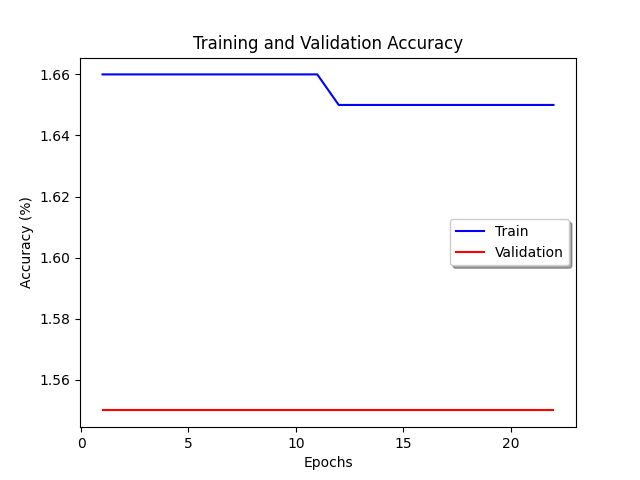 Training and Validation Accuracy
Accuracy (%)
1.66
1.64
1.62
1.60
1.58
1.56
Train
Validation
0 5 10 15 20
Epochs